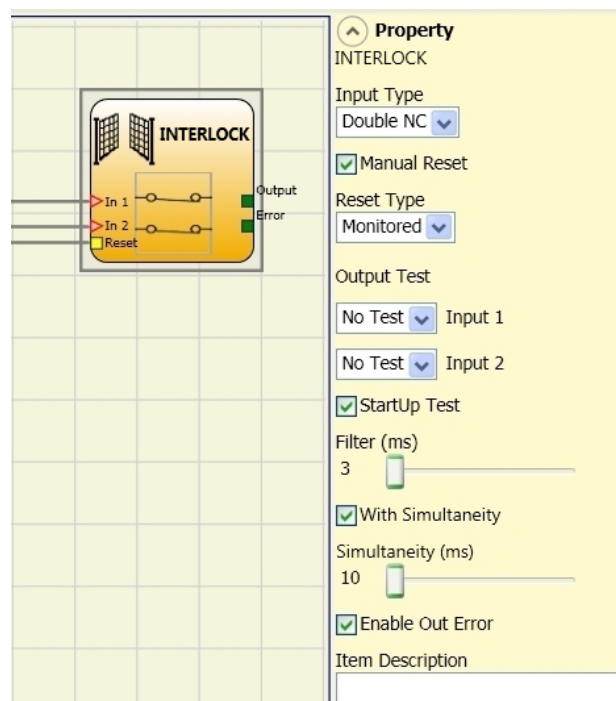 INTERLOCK
In 1
In 2
Reset
Output
Error
Property
INTERLOCK
Input Type
Double NC
Manual Reset
Reset Type
Monitored
Output Test
No Test Input 1
No Test Input 2
StartUp Test
Filter (ms)
3
With Simultaneity
Simultaneity (ms)
10
Enable Out Error
Item Description